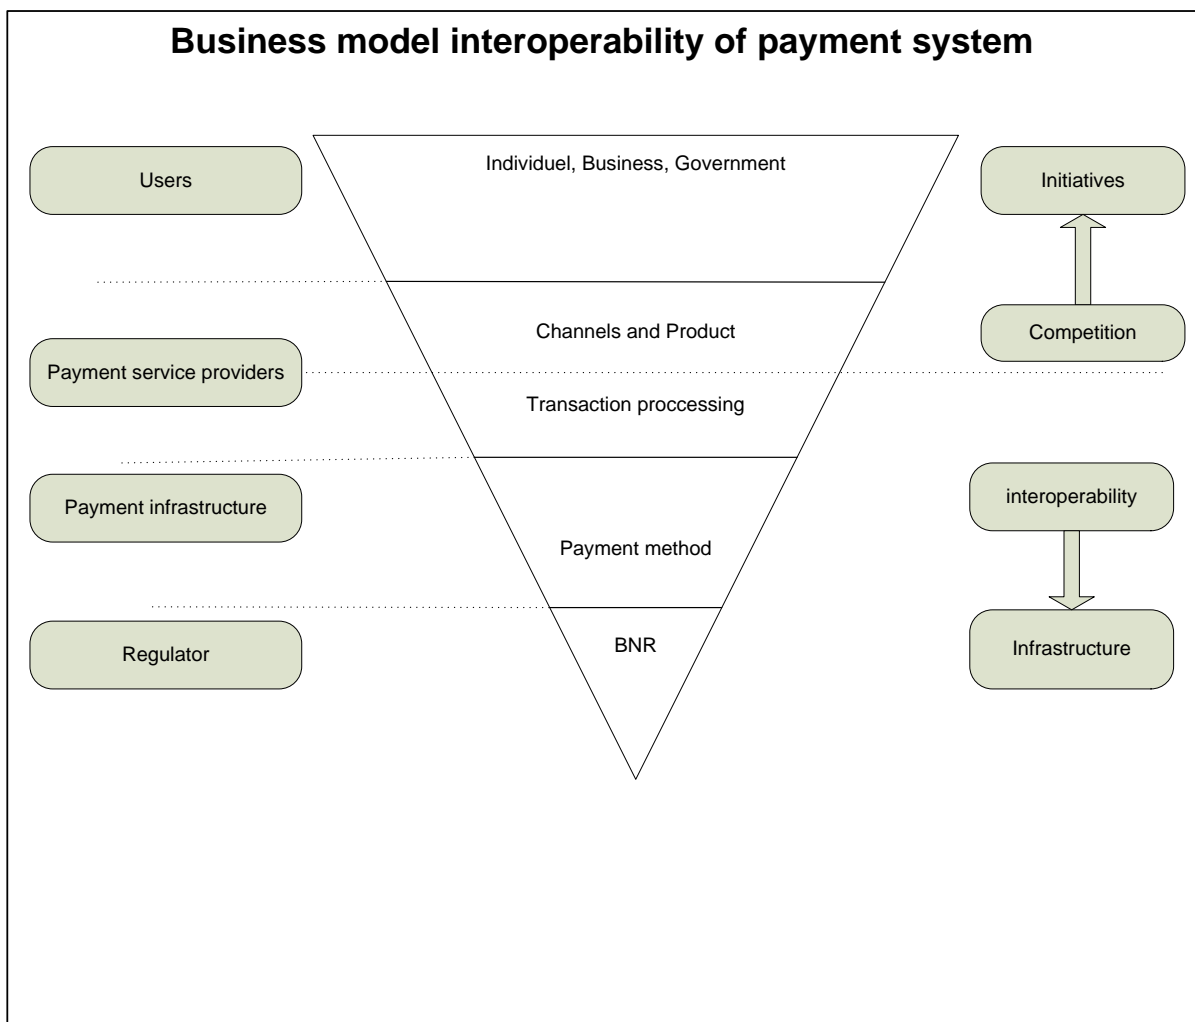 Business model interoperability of payment system
Individuel, Business, Government
Users
Initiatives
Channels and Product
Competition
Payment service providers
Transaction proccessing
Payment infrastructure
interoperability
Payment method
BNR
Regulator
Infrastructure